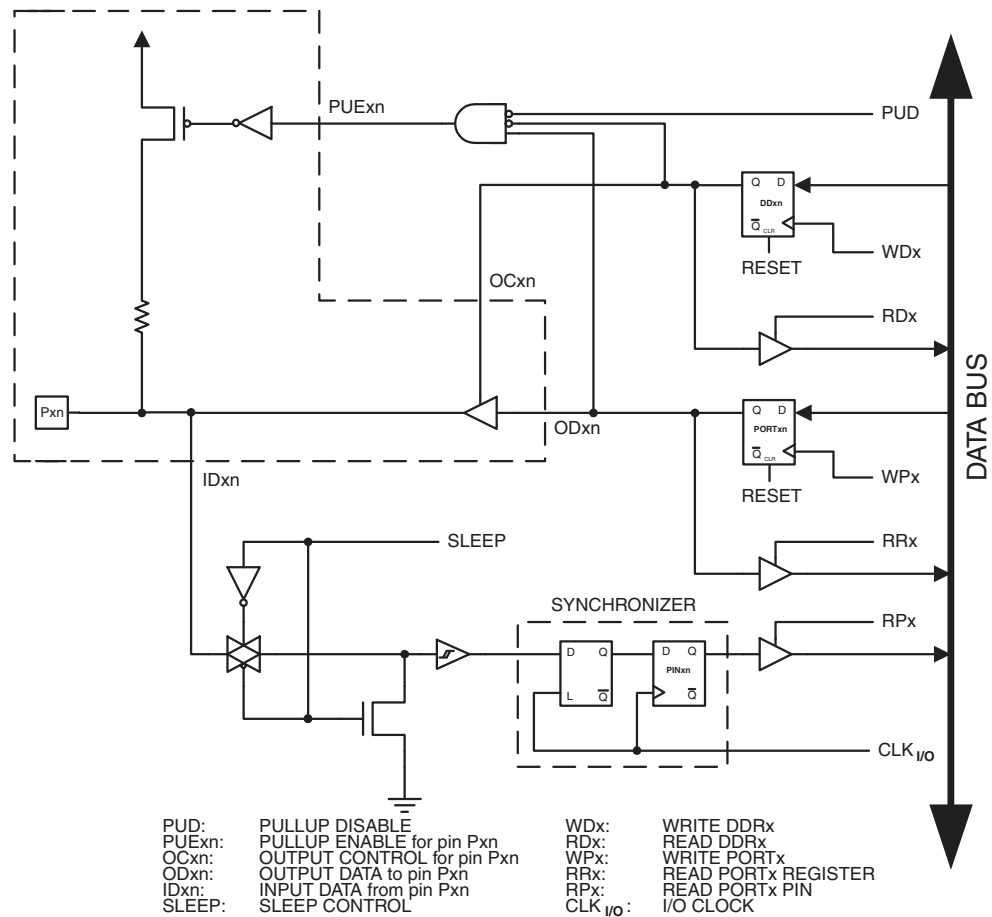 PUExn
PUD
Q D
DDxn
Q CLR
RESET
WDx
OCxn
RDx
Pxn
ODxn
Q D
PORTxn
Q CLR
RESET
WPx
IDxn
DATA BUS
SLEEP
RRx
SYNCHRONIZER
RPx
D Q
L Q
D Q
PINxn
Q
CLK I/O
PUD: PULLUP DISABLE
PUExn: PULLUP ENABLE for pin Pxn
OCxn: OUTPUT CONTROL for pin Pxn
ODxn: OUTPUT DATA to pin Pxn
IDxn: INPUT DATA from pin Pxn
SLEEP: SLEEP CONTROL
WDx: WRITE DDRx
RDx: READ DDRx
WPx: WRITE PORTx
RRx: READ PORTx REGISTER
RPx: READ PORTx PIN
CLK I/O: I/O CLOCK